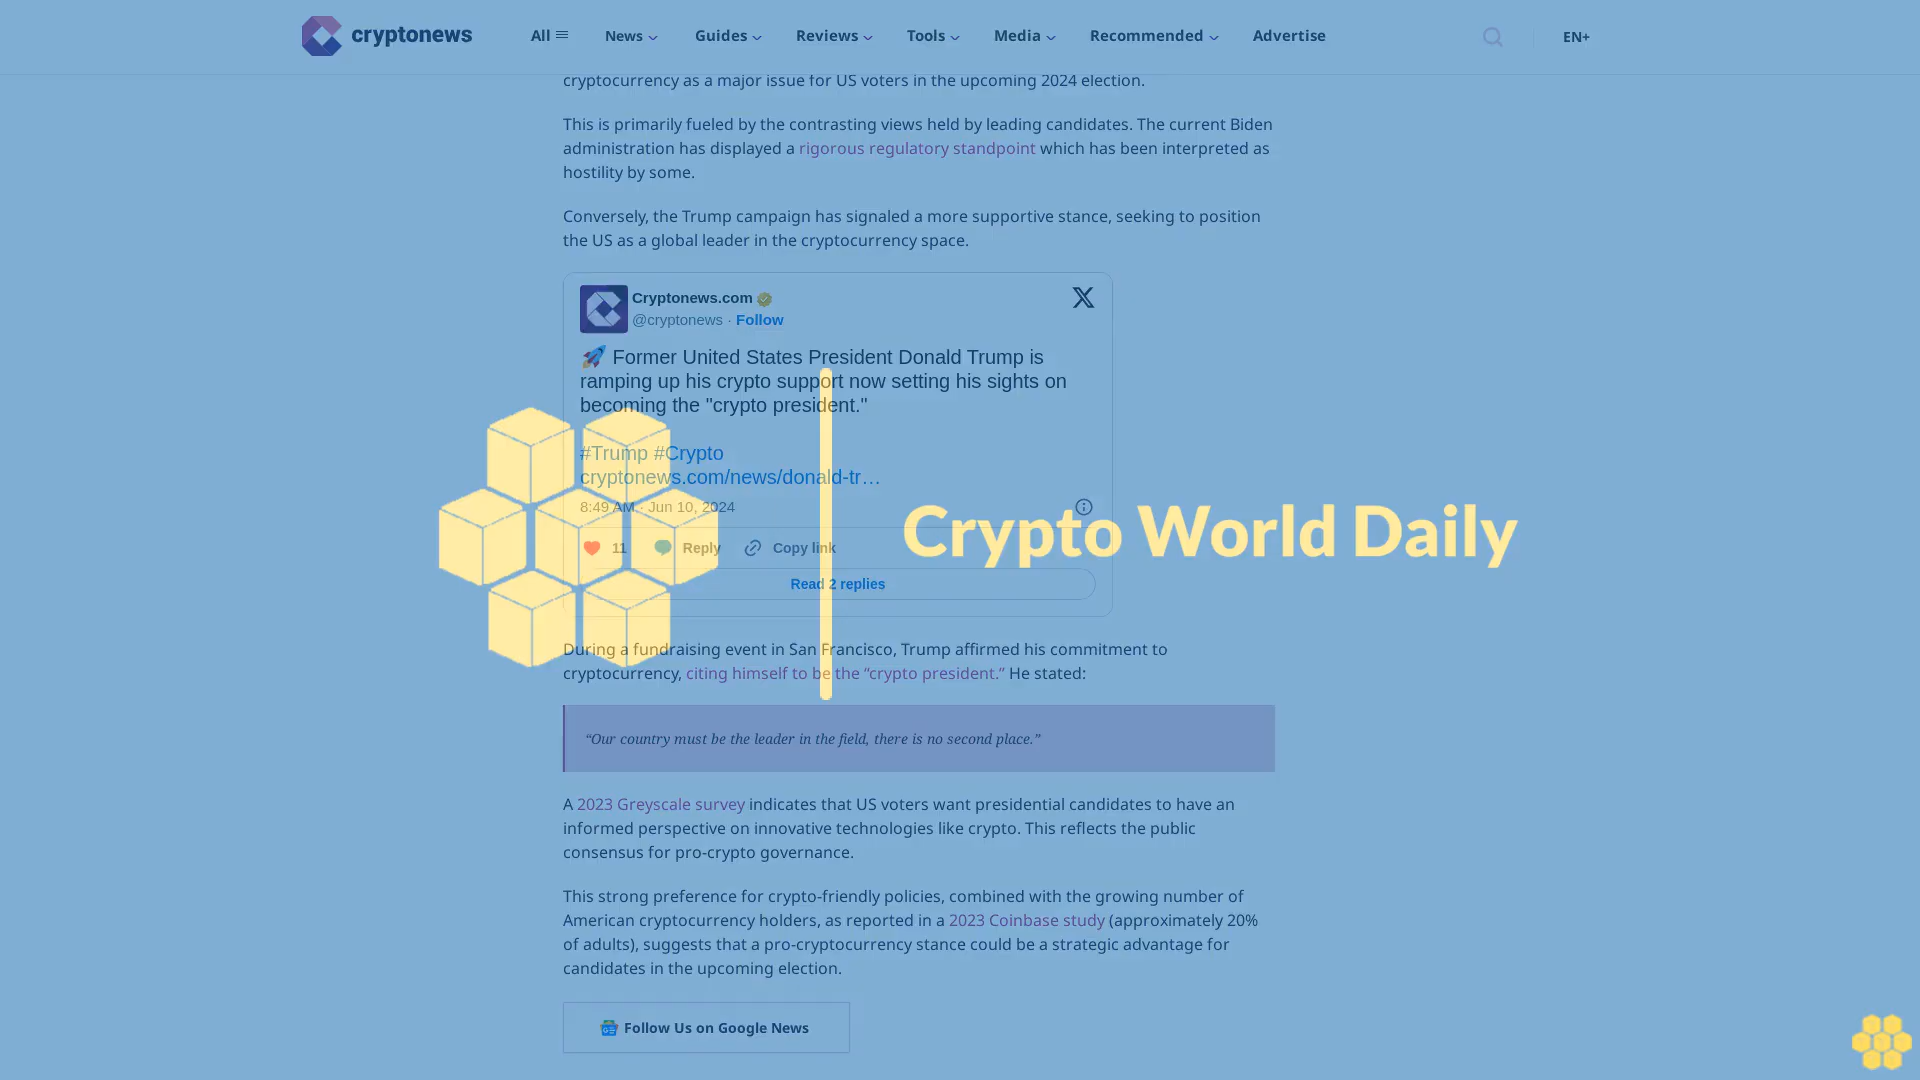 cryptonews
All
News
Guides
Reviews
Tools
Media
Recommended
Advertise
EN+
cryptocurrency as a major issue for US voters in the upcoming 2024 election.
This is primarily fueled by the contrasting views held by leading candidates. The current Biden
administration has displayed a rigorous regulatory standpoint which has been interpreted as
hostility by some.
Conversely, the Trump campaign has signaled a more supportive stance, seeking to position
the US as a global leader in the cryptocurrency space.
Cryptonews.com
@cryptonews · Follow
🚀 Former United States President Donald Trump is
ramping up his crypto support now setting his sights on
becoming the "crypto president."
#Trump #Crypto
cryptonews.com/news/donald-tr…
8:49 AM · Jun 10, 2024
11
Reply
Copy link
Read 2 replies
Crypto World Daily
During a fundraising event in San Francisco, Trump affirmed his commitment to
cryptocurrency, citing himself to be the “crypto president.” He stated:
“Our country must be the leader in the field, there is no second place.”
A 2023 Greyscale survey indicates that US voters want presidential candidates to have an
informed perspective on innovative technologies like crypto. This reflects the public
consensus for pro-crypto governance.
This strong preference for crypto-friendly policies, combined with the growing number of
American cryptocurrency holders, as reported in a 2023 Coinbase study (approximately 20%
of adults), suggests that a pro-cryptocurrency stance could be a strategic advantage for
candidates in the upcoming election.
Follow Us on Google News